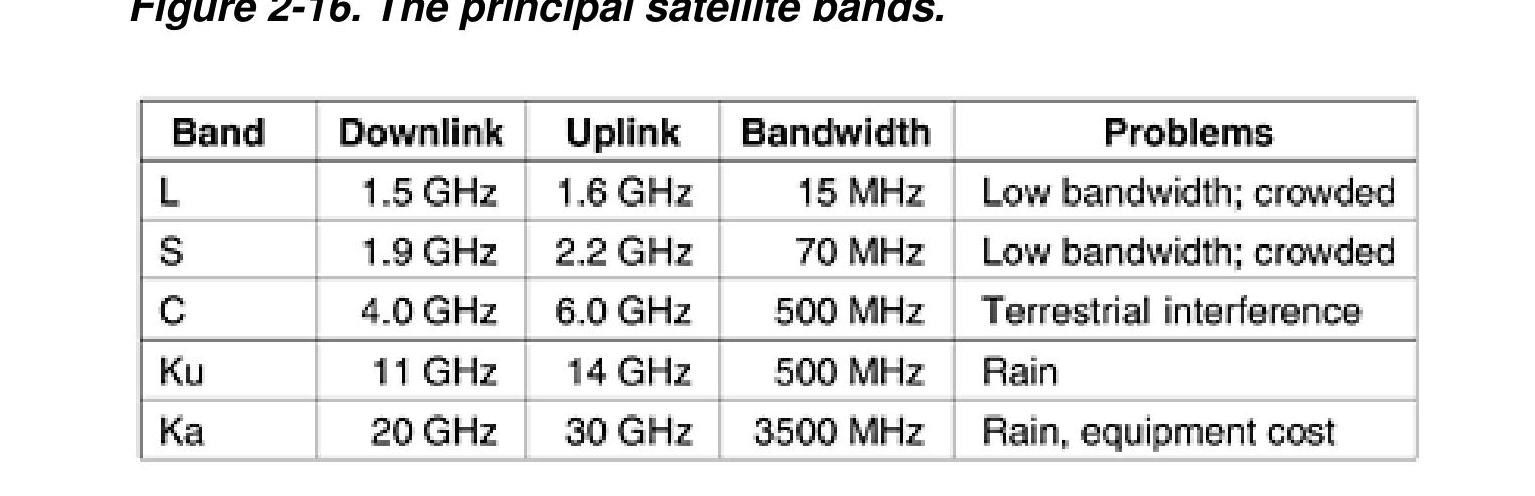 Figure 2-16. The principal satellite bands.
Band Downlink Uplink Bandwidth Problems
L 1.5 GHz 1.6 GHz 15 MHz Low bandwidth; crowded
S 1.9 GHz 2.2 GHz 70 MHz Low bandwidth; crowded
C 4.0 GHz 6.0 GHz 500 MHz Terrestrial interference
Ku 11 GHz 14 GHz 500 MHz Rain
Ka 20 GHz 30 GHz 3500 MHz Rain, equipment cost